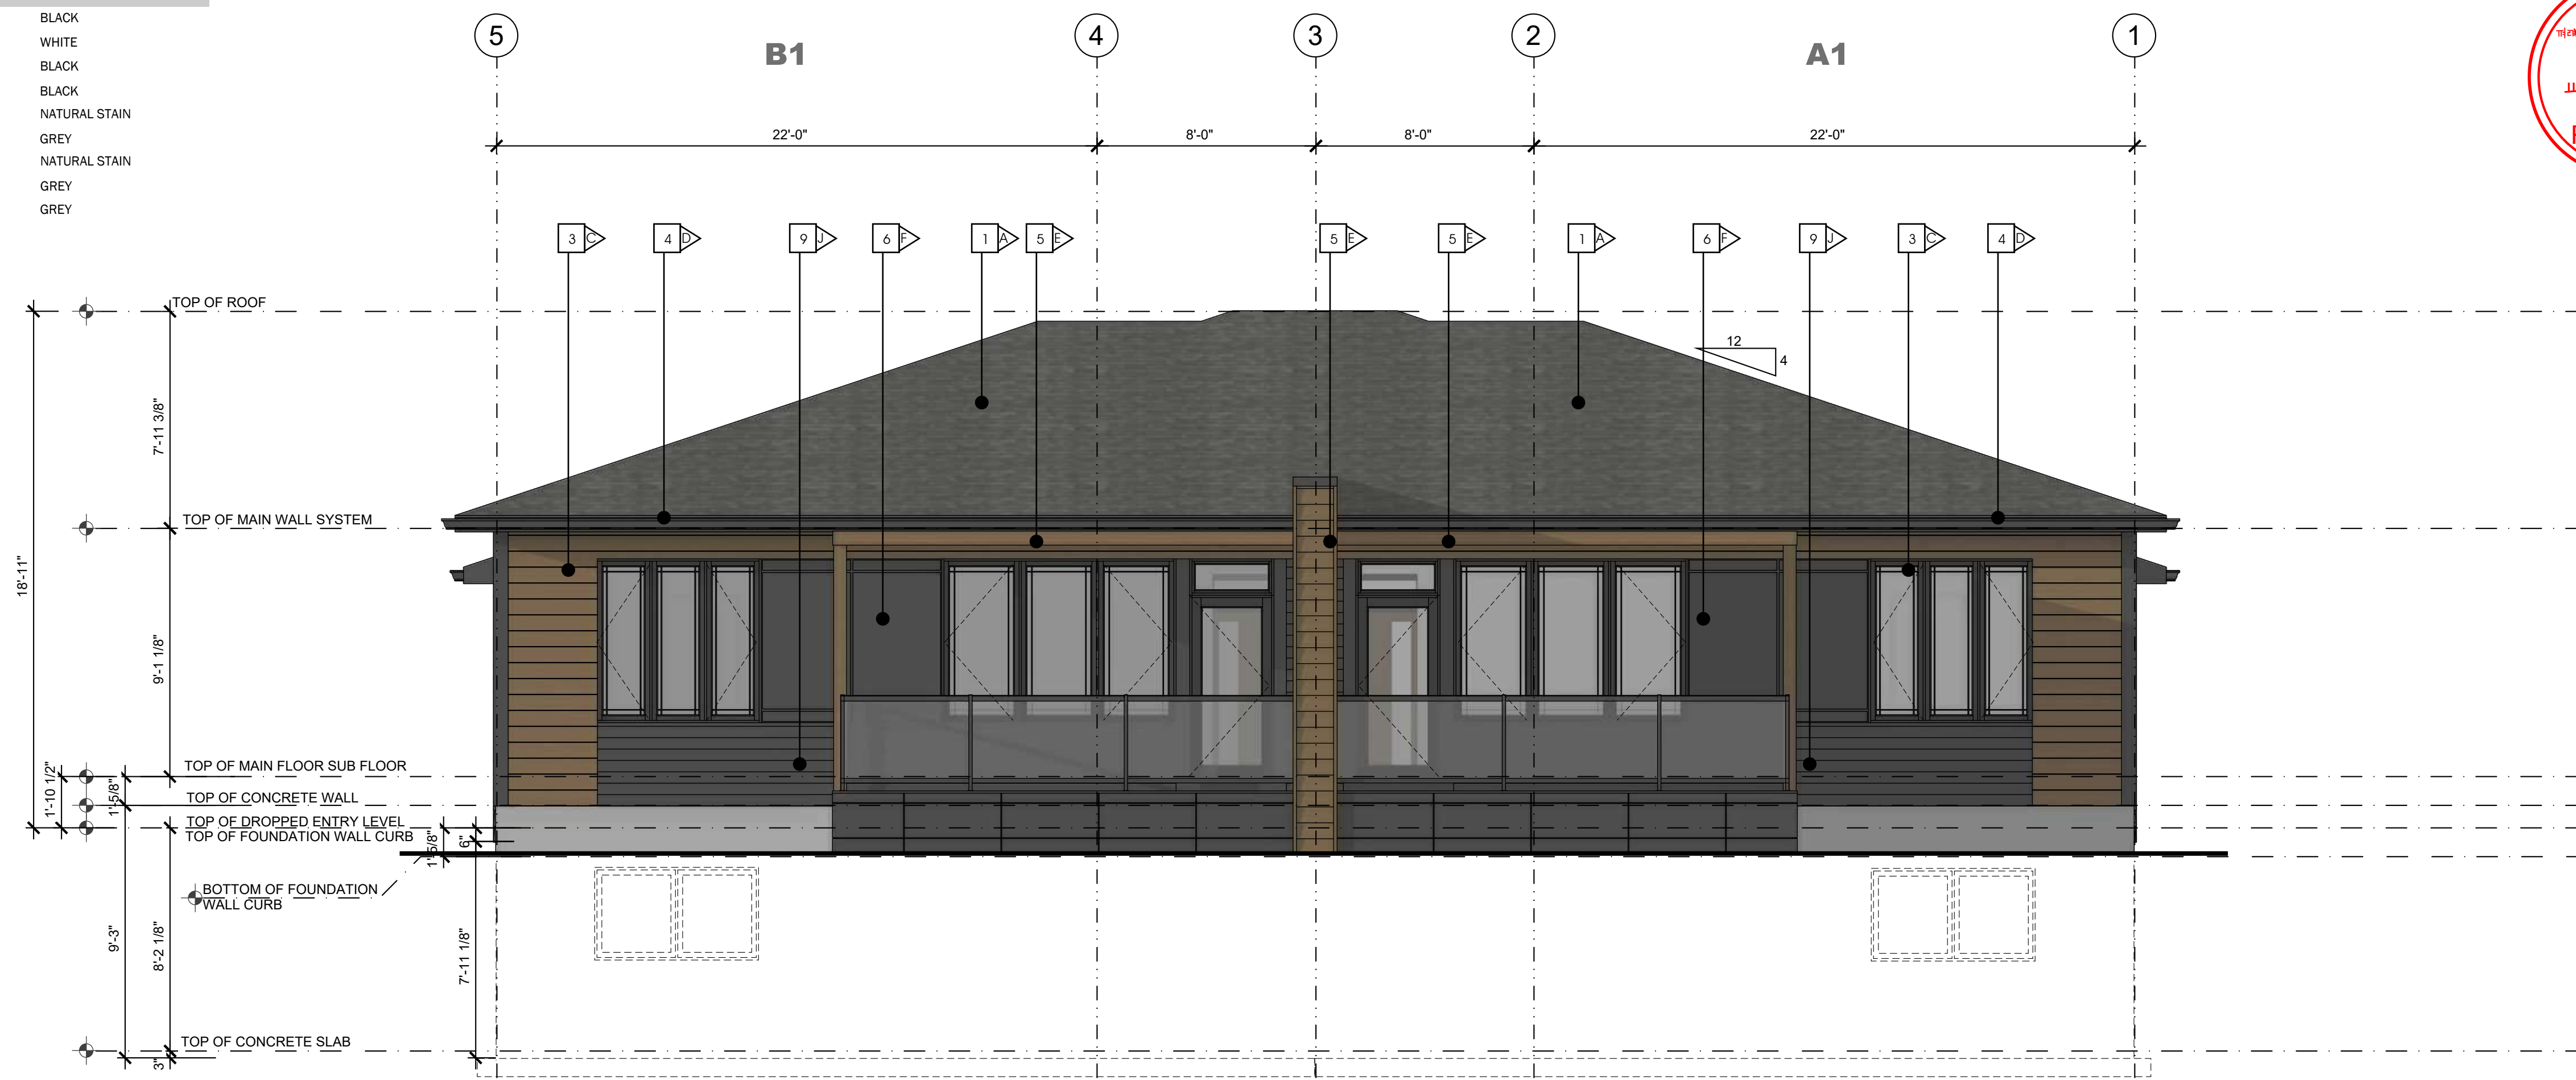 BLACK
WHITE
BLACK
BLACK
NATURAL STAIN
GREY
NATURAL STAIN
GREY
GREY
5
B1
4
3
2
A1
1
22'-0"
8'-0"
8'-0"
22'-0"
3 C
4 D
9 J
6 F
1 A
5 E
5 E
5 E
1 A
6 F
9 J
3 C
4 D
TOP OF ROOF
12
4
7'-11 3/8"
TOP OF MAIN WALL SYSTEM
18'-11"
9'-1 1/8"
TOP OF MAIN FLOOR SUB FLOOR
1'-10 1/2"
1'-5/8"
TOP OF CONCRETE WALL
TOP OF DROPPED ENTRY LEVEL
TOP OF FOUNDATION WALL CURB
1'-5/8"
6"
BOTTOM OF FOUNDATION
WALL CURB
9'-3"
8'-2 1/8"
7'-11 1/8"
TOP OF CONCRETE SLAB
3"